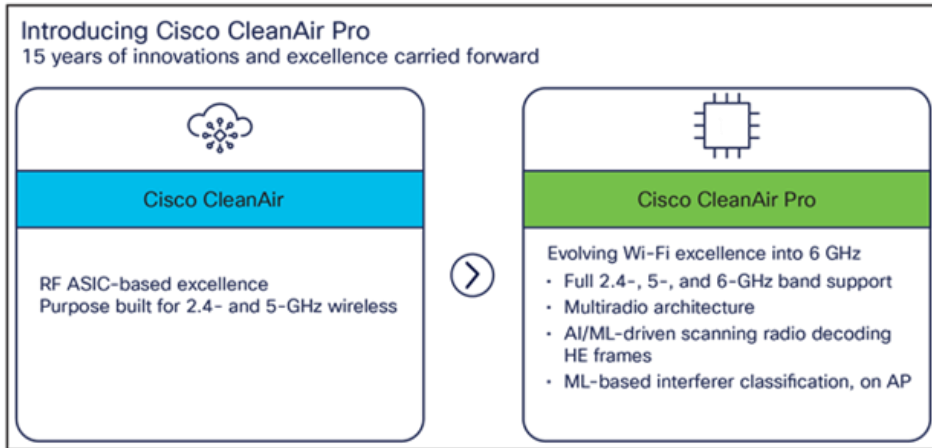 Introducing Cisco CleanAir Pro
15 years of innovations and excellence carried forward
Cisco CleanAir
RF ASIC-based excellence
Purpose built for 2.4- and 5-GHz wireless
Cisco CleanAir Pro
Evolving Wi-Fi excellence into 6 GHz
• Full 2.4-, 5-, and 6-GHz band support
• Multiradio architecture
• AI/ML-driven scanning radio decoding
HE frames
• ML-based interferer classification, on AP